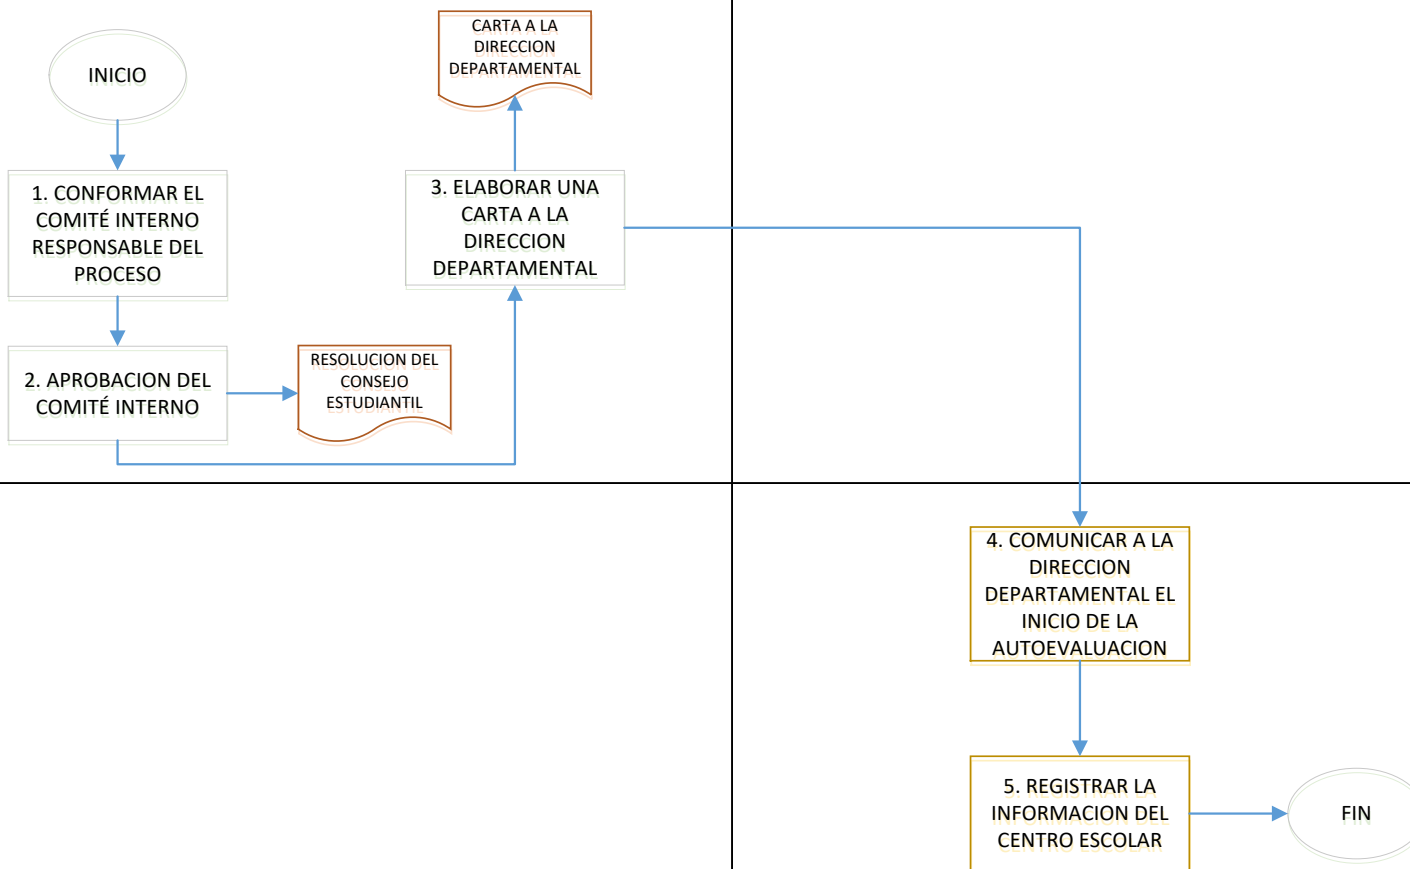 INICIO
1. CONFORMAR EL
COMITÉ INTERNO
RESPONSABLE DEL
PROCESO
2. APROBACION DEL
COMITÉ INTERNO
RESOLUCION DEL
CONSEJO
ESTUDIANTIL
CARTA A LA
DIRECCION
DEPARTAMENTAL
3. ELABORAR UNA
CARTA A LA
DIRECCION
DEPARTAMENTAL
4. COMUNICAR A LA
DIRECCION
DEPARTAMENTAL EL
INICIO DE LA
AUTOEVALUACION
5. REGISTRAR LA
INFORMACION DEL
CENTRO ESCOLAR
FIN